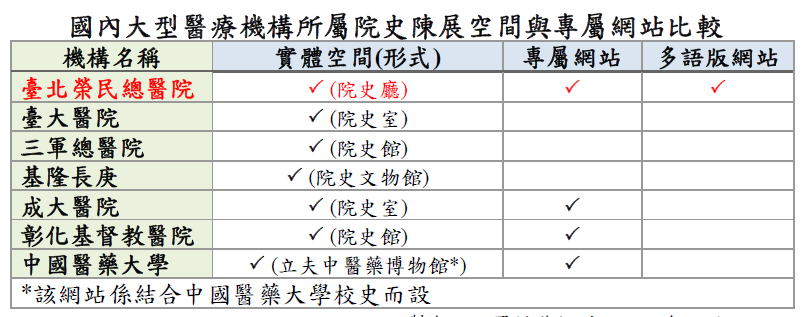 國內大型醫療機構所屬院史陳展空間與專屬網站比較
機構名稱 實體空間(形式) 專屬網站 多語版網站
臺北榮民總醫院 ✓(院史廳) ✓ ✓
臺大醫院 ✓(院史室)
三軍總醫院 ✓(院史館)
基隆長庚 ✓(院史文物館)
成大醫院 ✓(院史室) ✓
彰化基督教醫院 ✓(院史館) ✓
中國醫藥大學 ✓(立夫中醫藥博物館*) ✓
*該網站係結合中國醫藥大學校史而設